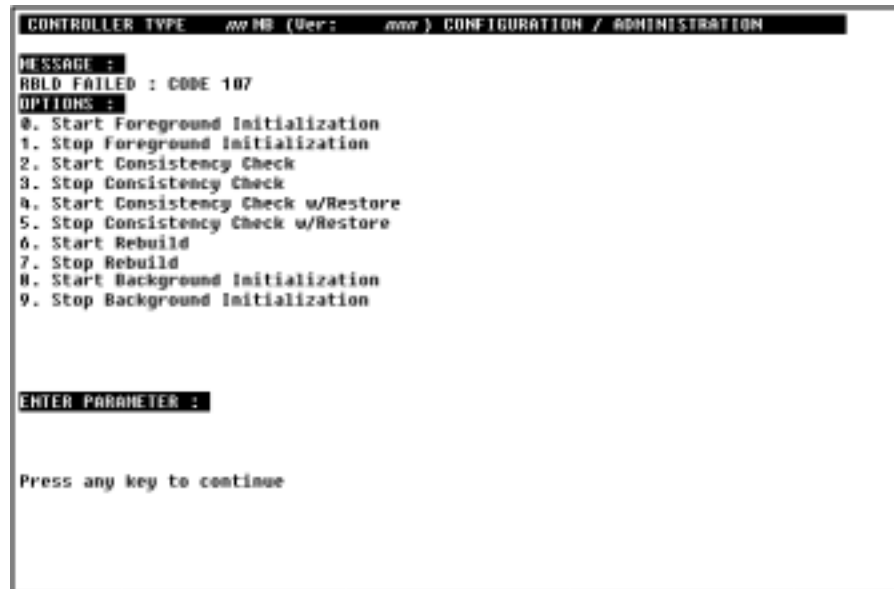 CONTROLLER TYPE nn MB (Ver: nnn ) CONFIGURATION / ADMINISTRATION
MESSAGE :
RBLD FAILED : CODE 107
OPTIONS :
0. Start Foreground Initialization
1. Stop Foreground Initialization
2. Start Consistency Check
3. Stop Consistency Check
4. Start Consistency Check w/Restore
5. Stop Consistency Check w/Restore
6. Start Rebuild
7. Stop Rebuild
8. Start Background Initialization
9. Stop Background Initialization
ENTER PARAMETER :
Press any key to continue